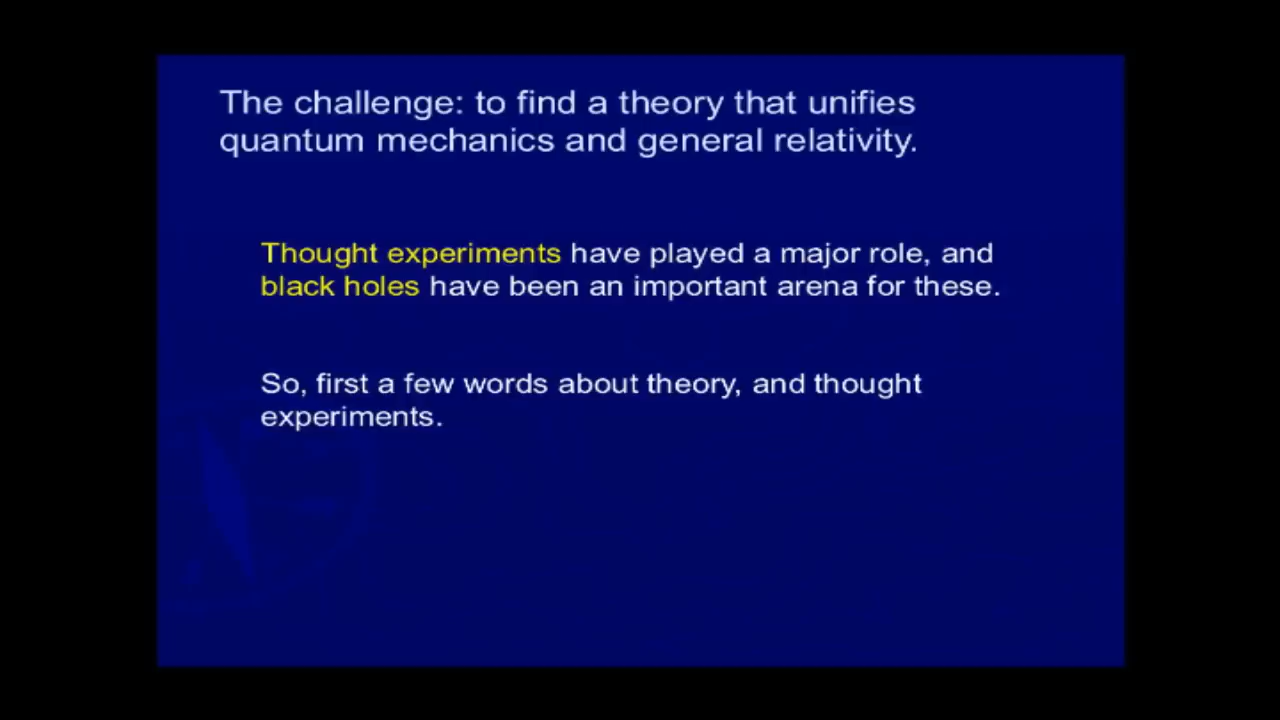 The challenge: to find a theory that unifies
quantum mechanics and general relativity.
Thought experiments have played a major role, and
black holes have been an important arena for these.
So, first a few words about theory, and thought
experiments.